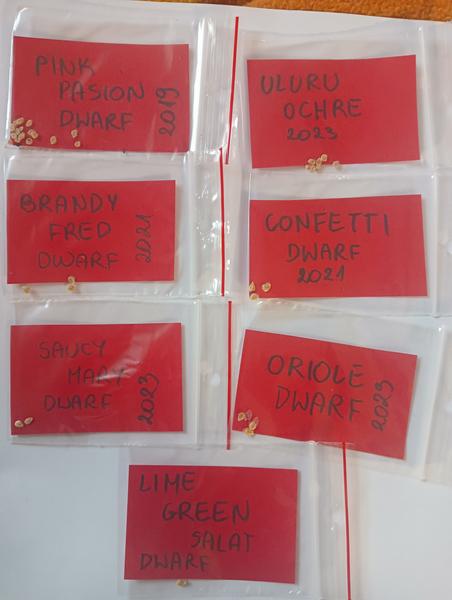 PINK
PASION
DWARF
2019
ULURU
OCHRE
2023
BRANDY
FRED
DWARF
2021
CONFETTI
DWARF
2021
SAUCY
MARY
DWARF
2023
ORIOLE
DWARF
2023
LIME
GREEN
SALAT
DWARF